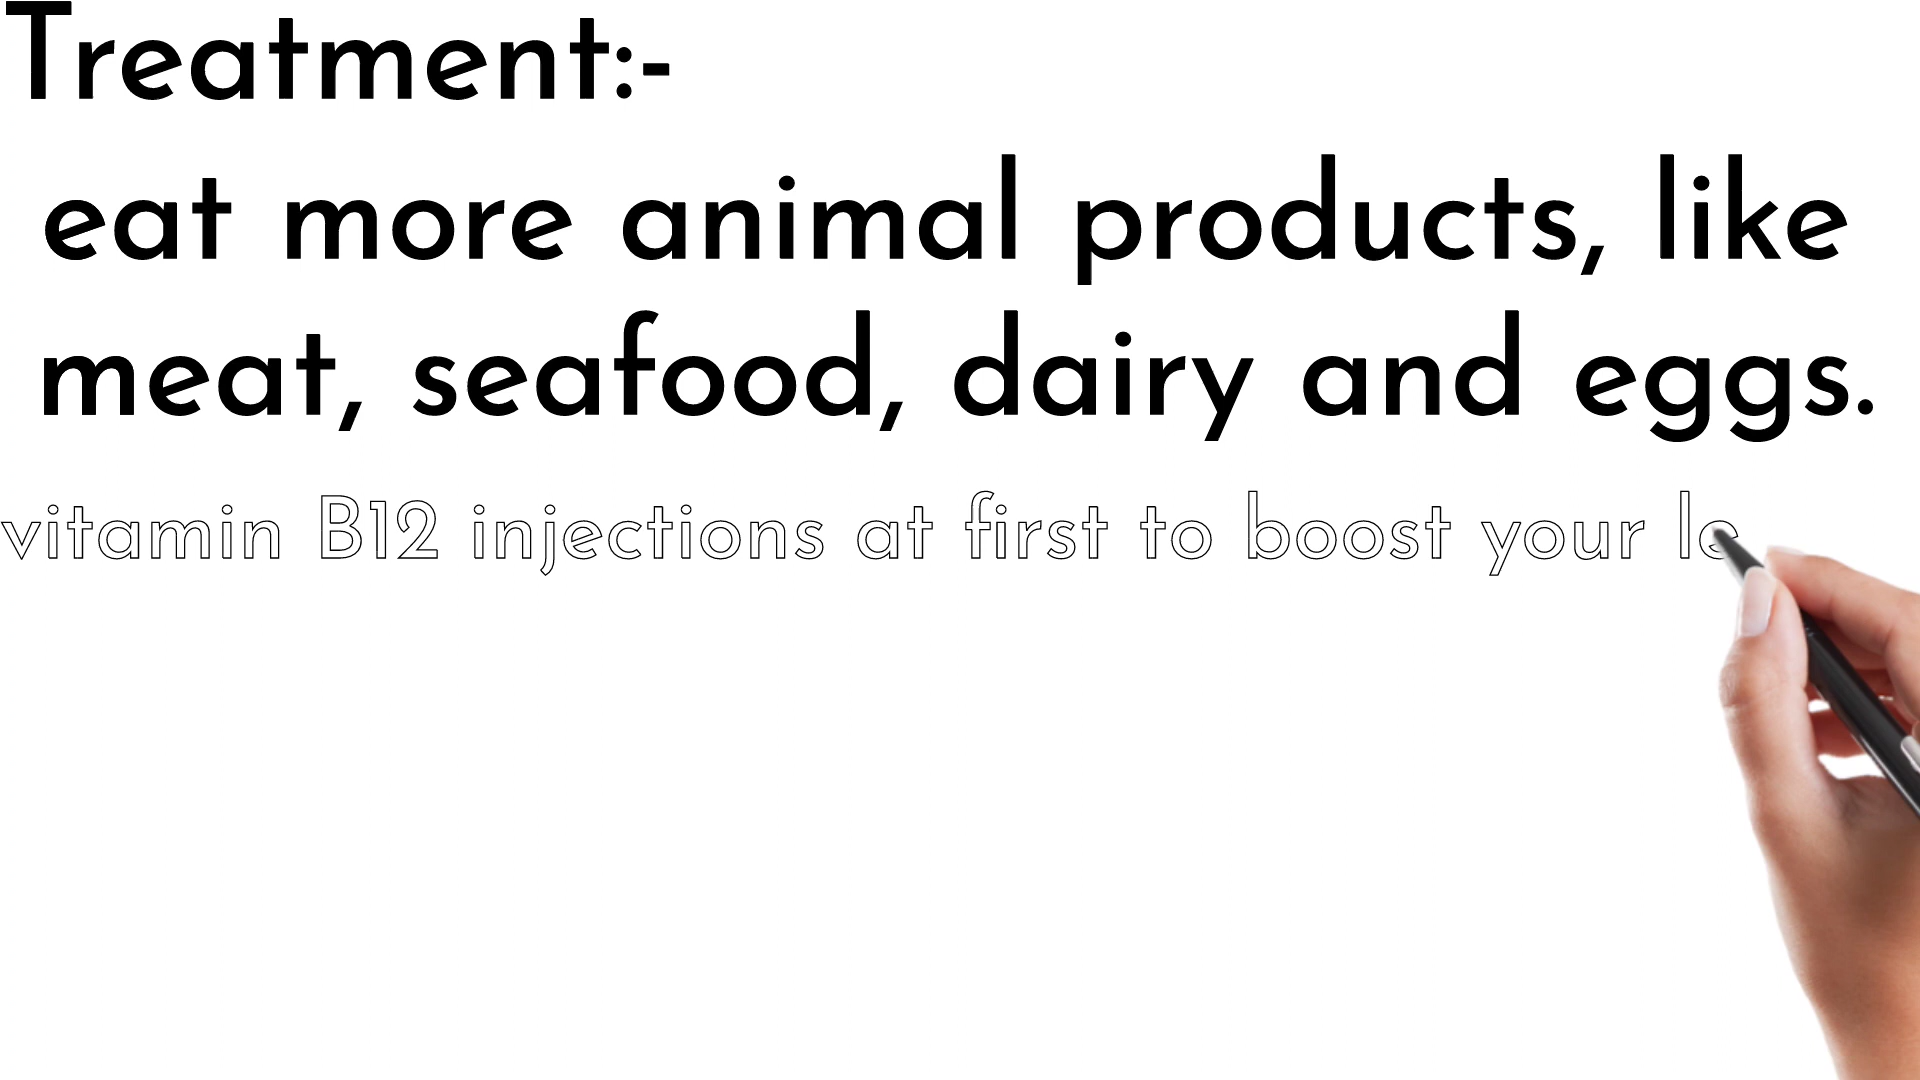 Treatment:-
eat more animal products, like
meat, seafood, dairy and eggs.
vitamin B12 injections at first to boost your le